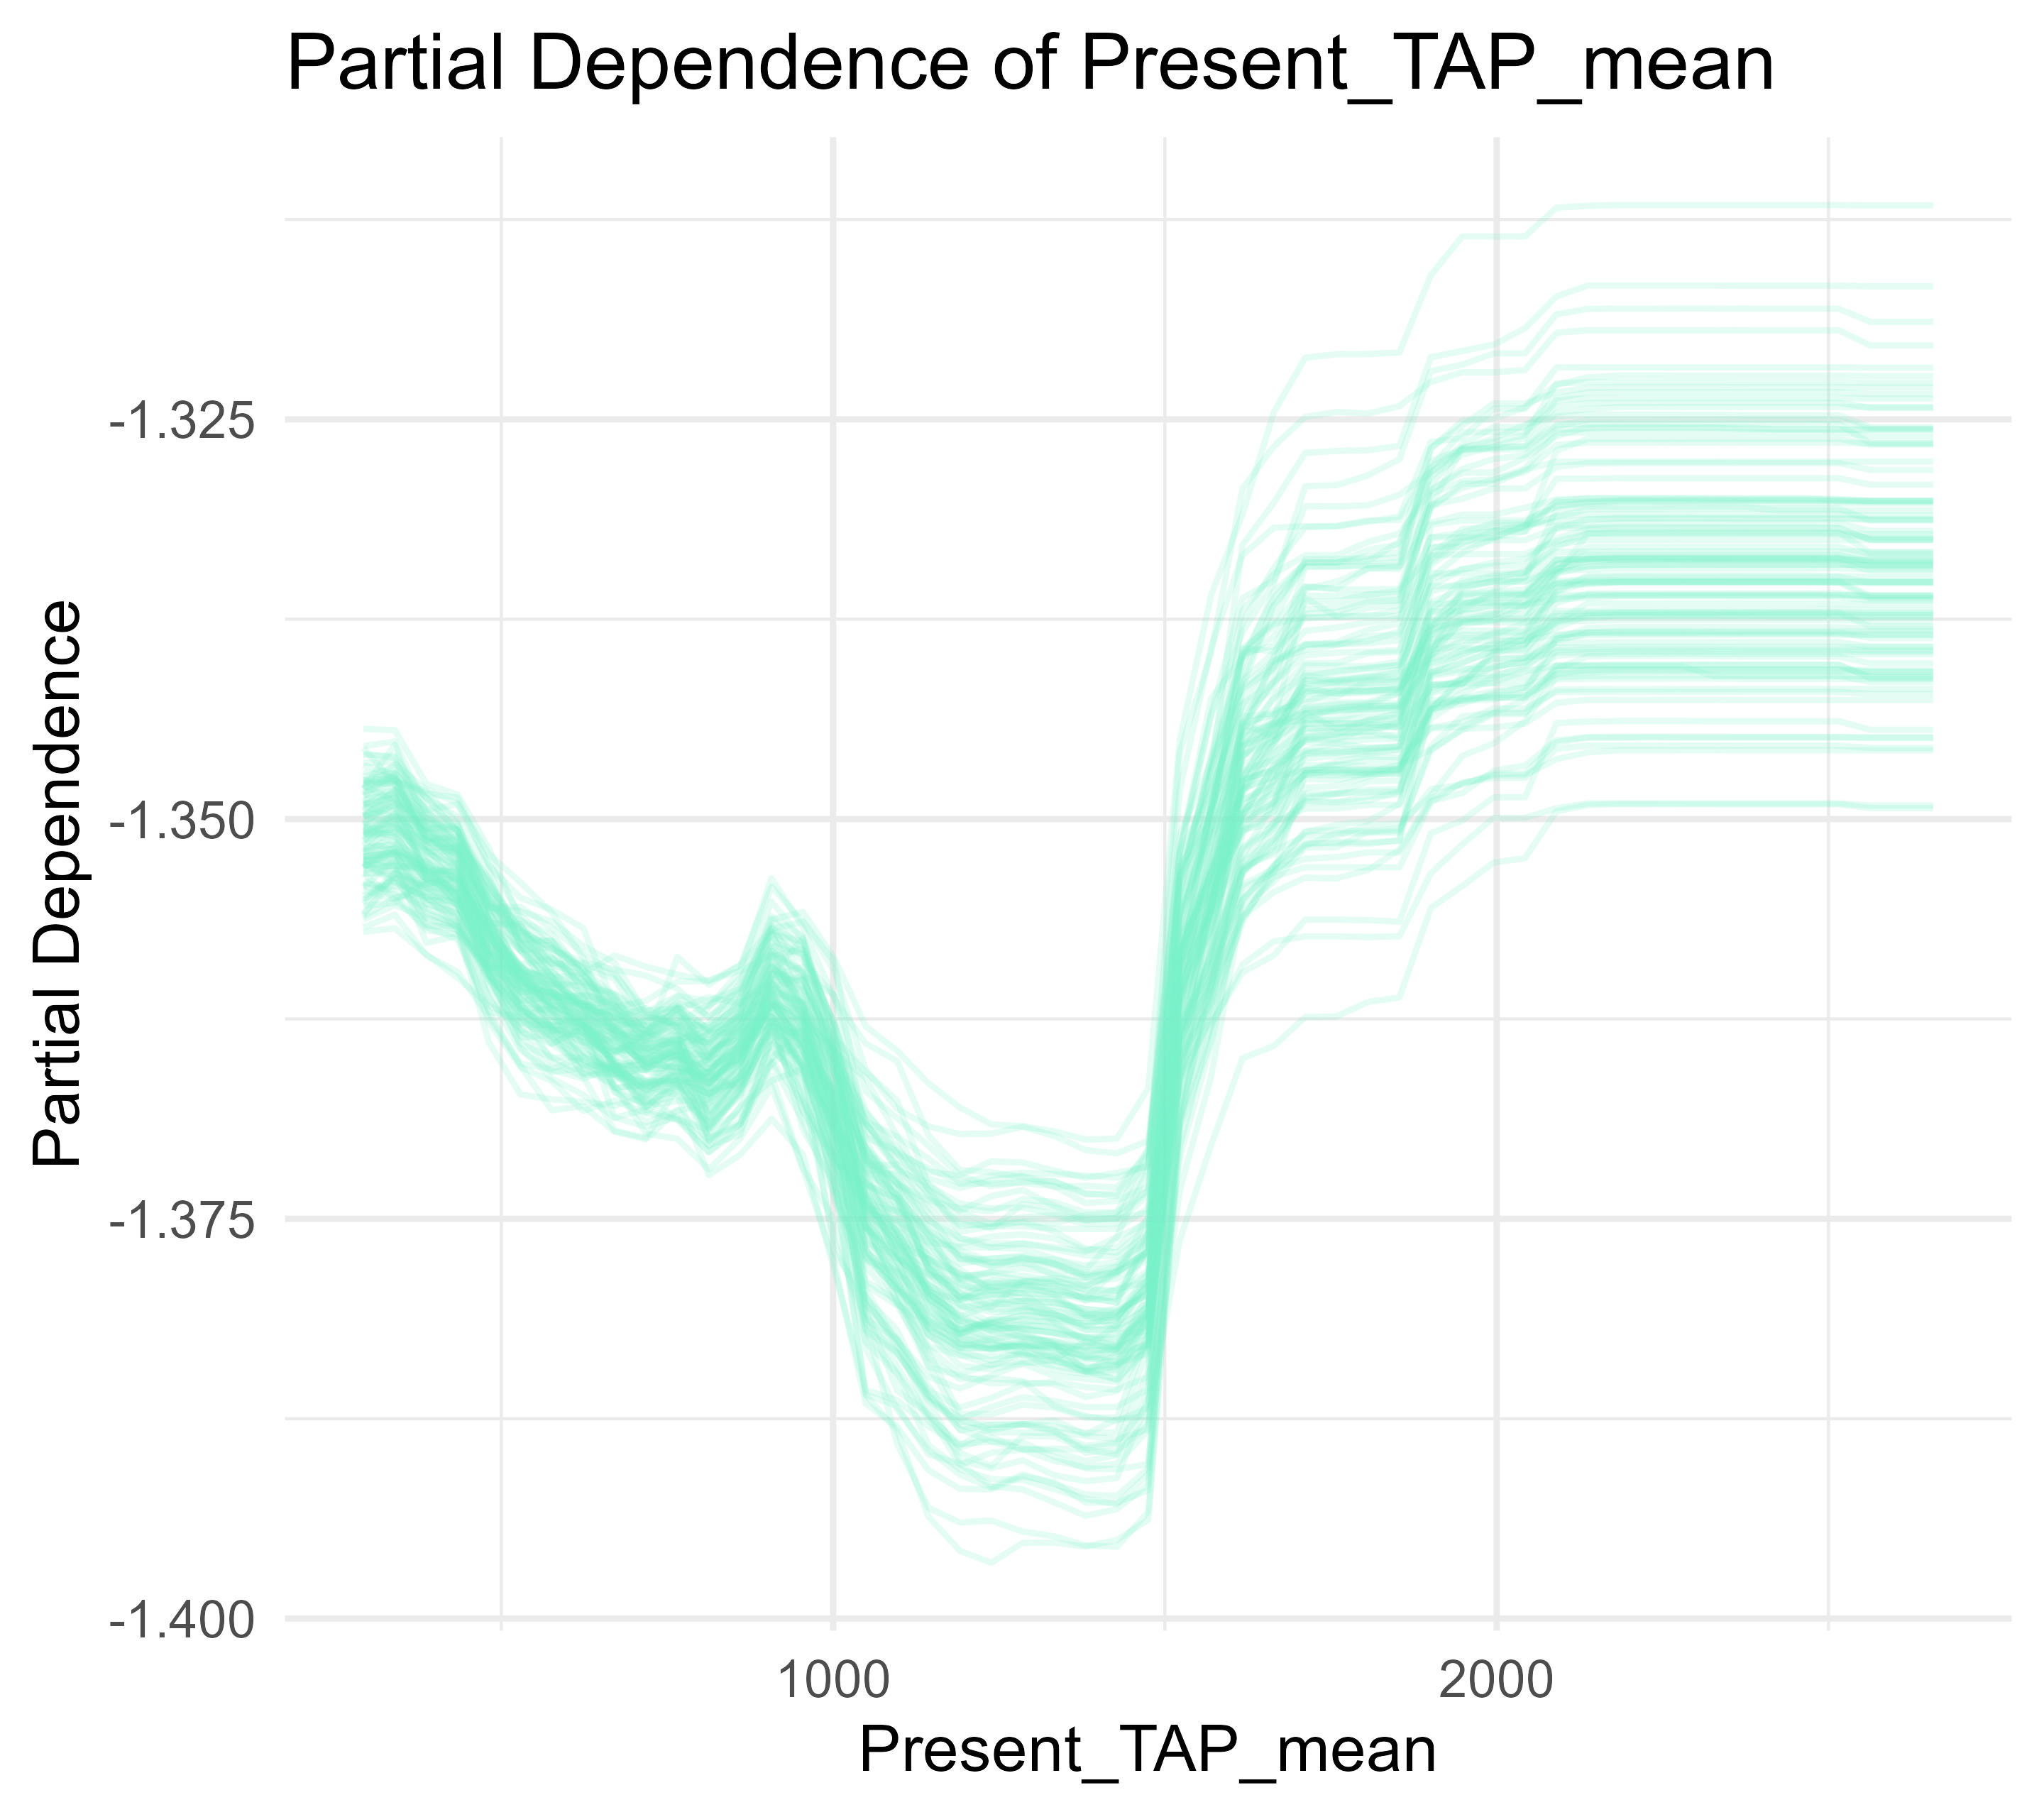 Partial Dependence of Present_TAP_mean
Partial Dependence
-1.325
-1.350
-1.375
-1.400
1000
2000
Present_TAP_mean